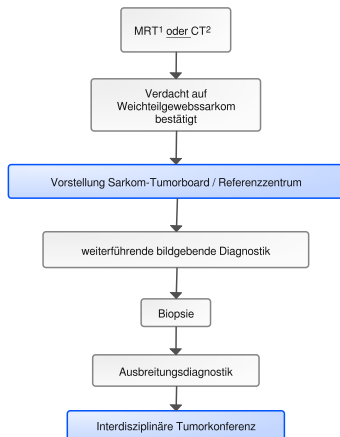 MRT¹ oder CT²
Verdacht auf
Weichteilgewebssarkom
bestätigt
Vorstellung Sarkom-Tumorboard / Referenzzentrum
weiterführende bildgebende Diagnostik
Biopsie
Ausbreitungsdiagnostik
Interdisziplinäre Tumorkonferenz